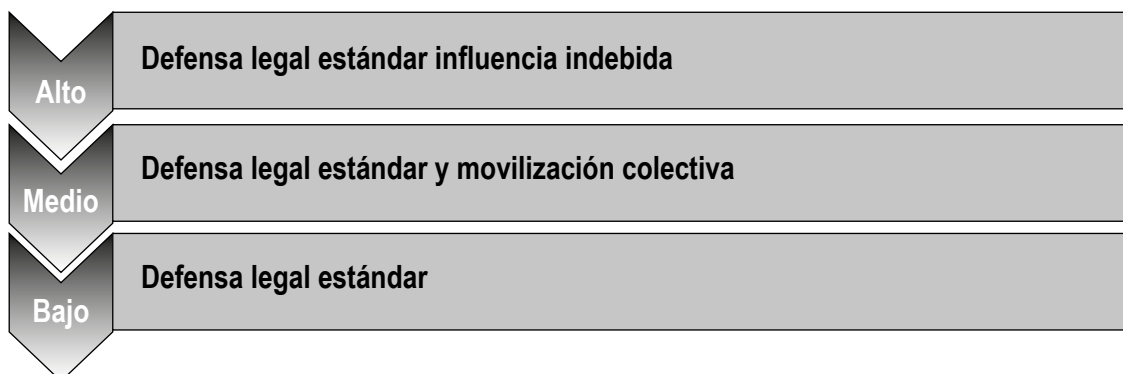 Alto
Defensa legal estándar influencia indebida
Medio
Defensa legal estándar y movilización colectiva
Bajo
Defensa legal estándar